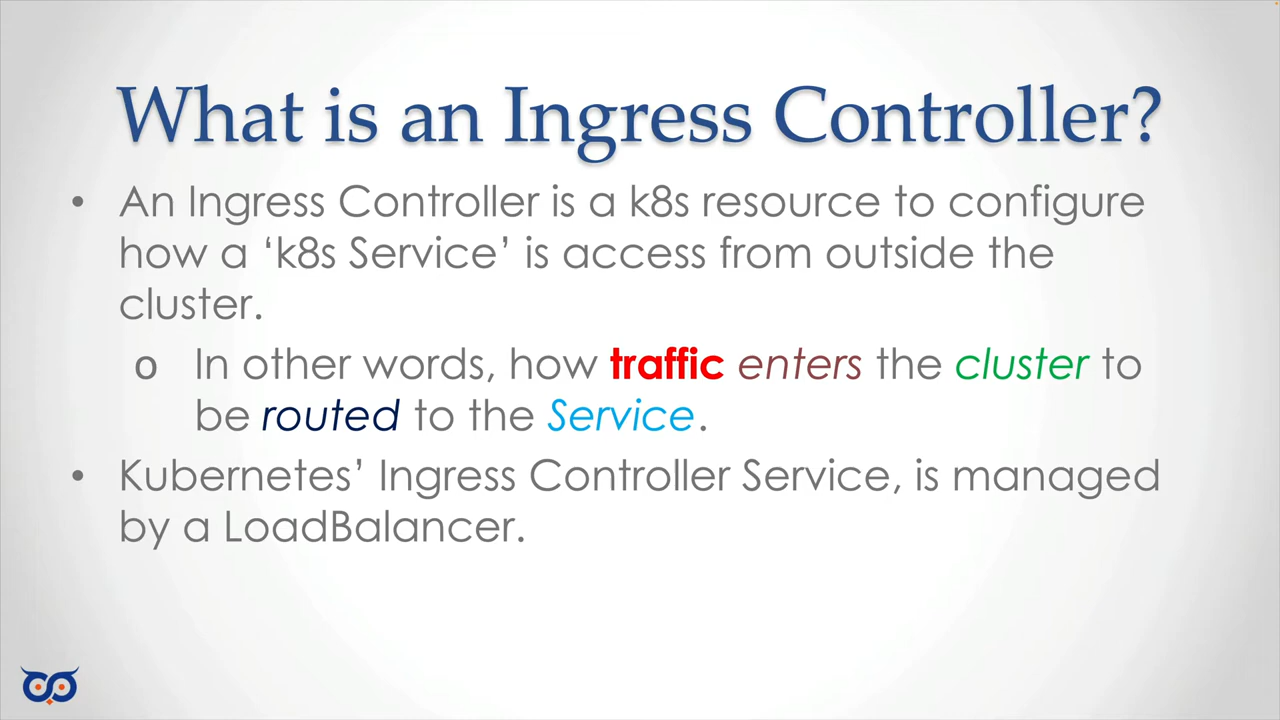 What is an Ingress Controller?
• An Ingress Controller is a k8s resource to configure
how a ‘k8s Service’ is access from outside the
cluster.
o In other words, how traffic enters the cluster to
be routed to the Service.
• Kubernetes’ Ingress Controller Service, is managed
by a LoadBalancer.